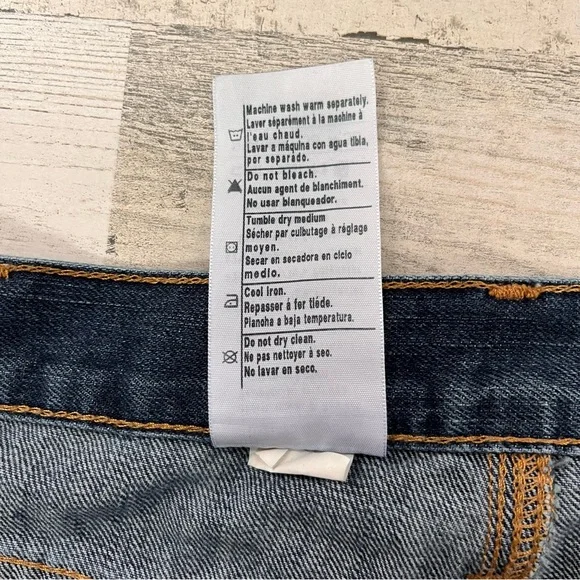 Machine wash warm separately.
Laver séparément à la machine à
l'eau chaud.
Lavar a máquina con agua tibla,
por separado.
Do not bleach.
Aucun agent de blanchiment.
No usar blanqueador.
Tumble dry medium
Sécher par culbutage à réglage
moyen.
Secar en secadora en ciclo
medio.
Cool Iron.
Repasser á fer tiéde.
Plancha a baja temperatura.
Do not dry clean.
Ne pas nettoyer à sec.
No lavar en seco.